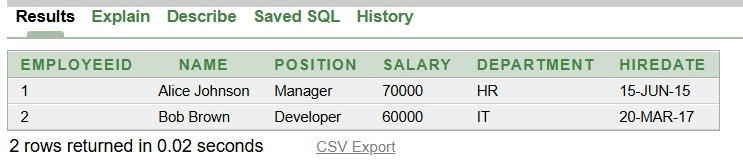 Results Explain Describe Saved SQL History
EMPLOYEEID NAME POSITION SALARY DEPARTMENT HIREDATE
1 Alice Johnson Manager 70000 HR 15-JUN-15
2 Bob Brown Developer 60000 IT 20-MAR-17
2 rows returned in 0.02 seconds CSV Export